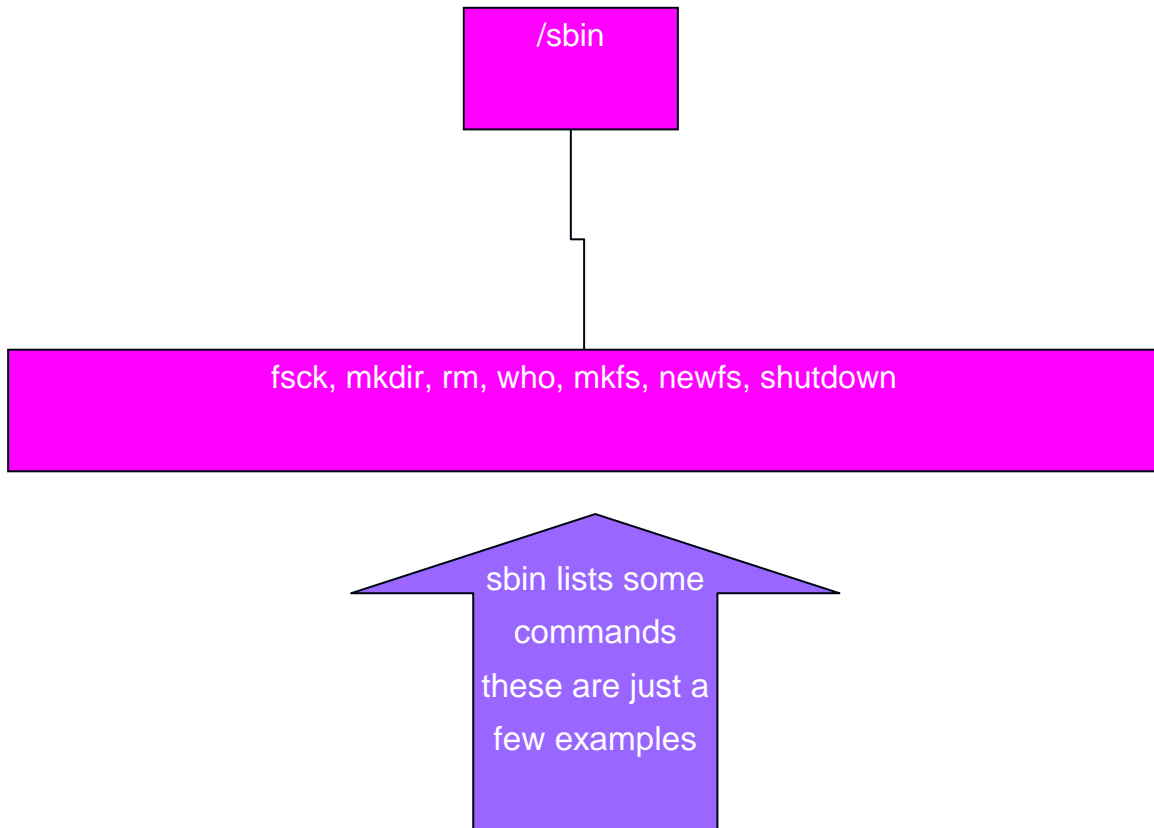 /sbin
fsck, mkdir, rm, who, mkfs, newfs, shutdown
sbin lists some
commands
these are just a
few examples